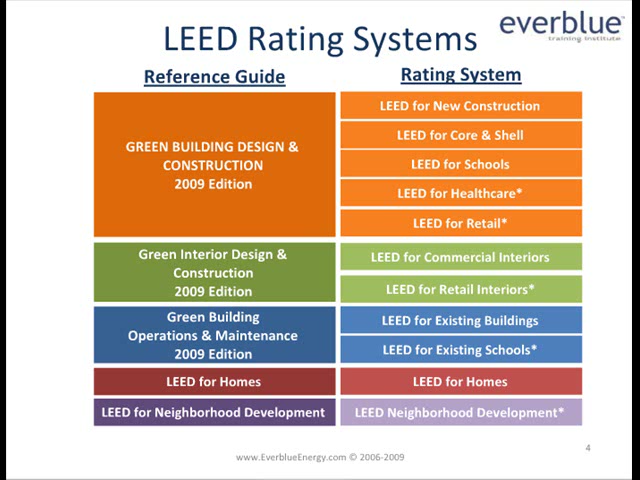 LEED Rating Systems
everblue
training institute
Reference Guide
Rating System
GREEN BUILDING DESIGN &
CONSTRUCTION
2009 Edition
LEED for New Construction
LEED for Core & Shell
LEED for Schools
LEED for Healthcare*
LEED for Retail*
Green Interior Design &
Construction
2009 Edition
LEED for Commercial Interiors
LEED for Retail Interiors*
Green Building
Operations & Maintenance
2009 Edition
LEED for Existing Buildings
LEED for Existing Schools*
LEED for Homes
LEED for Homes
LEED for Neighborhood Development
LEED Neighborhood Development*
www.EverblueEnergy.com © 2006-2009
4